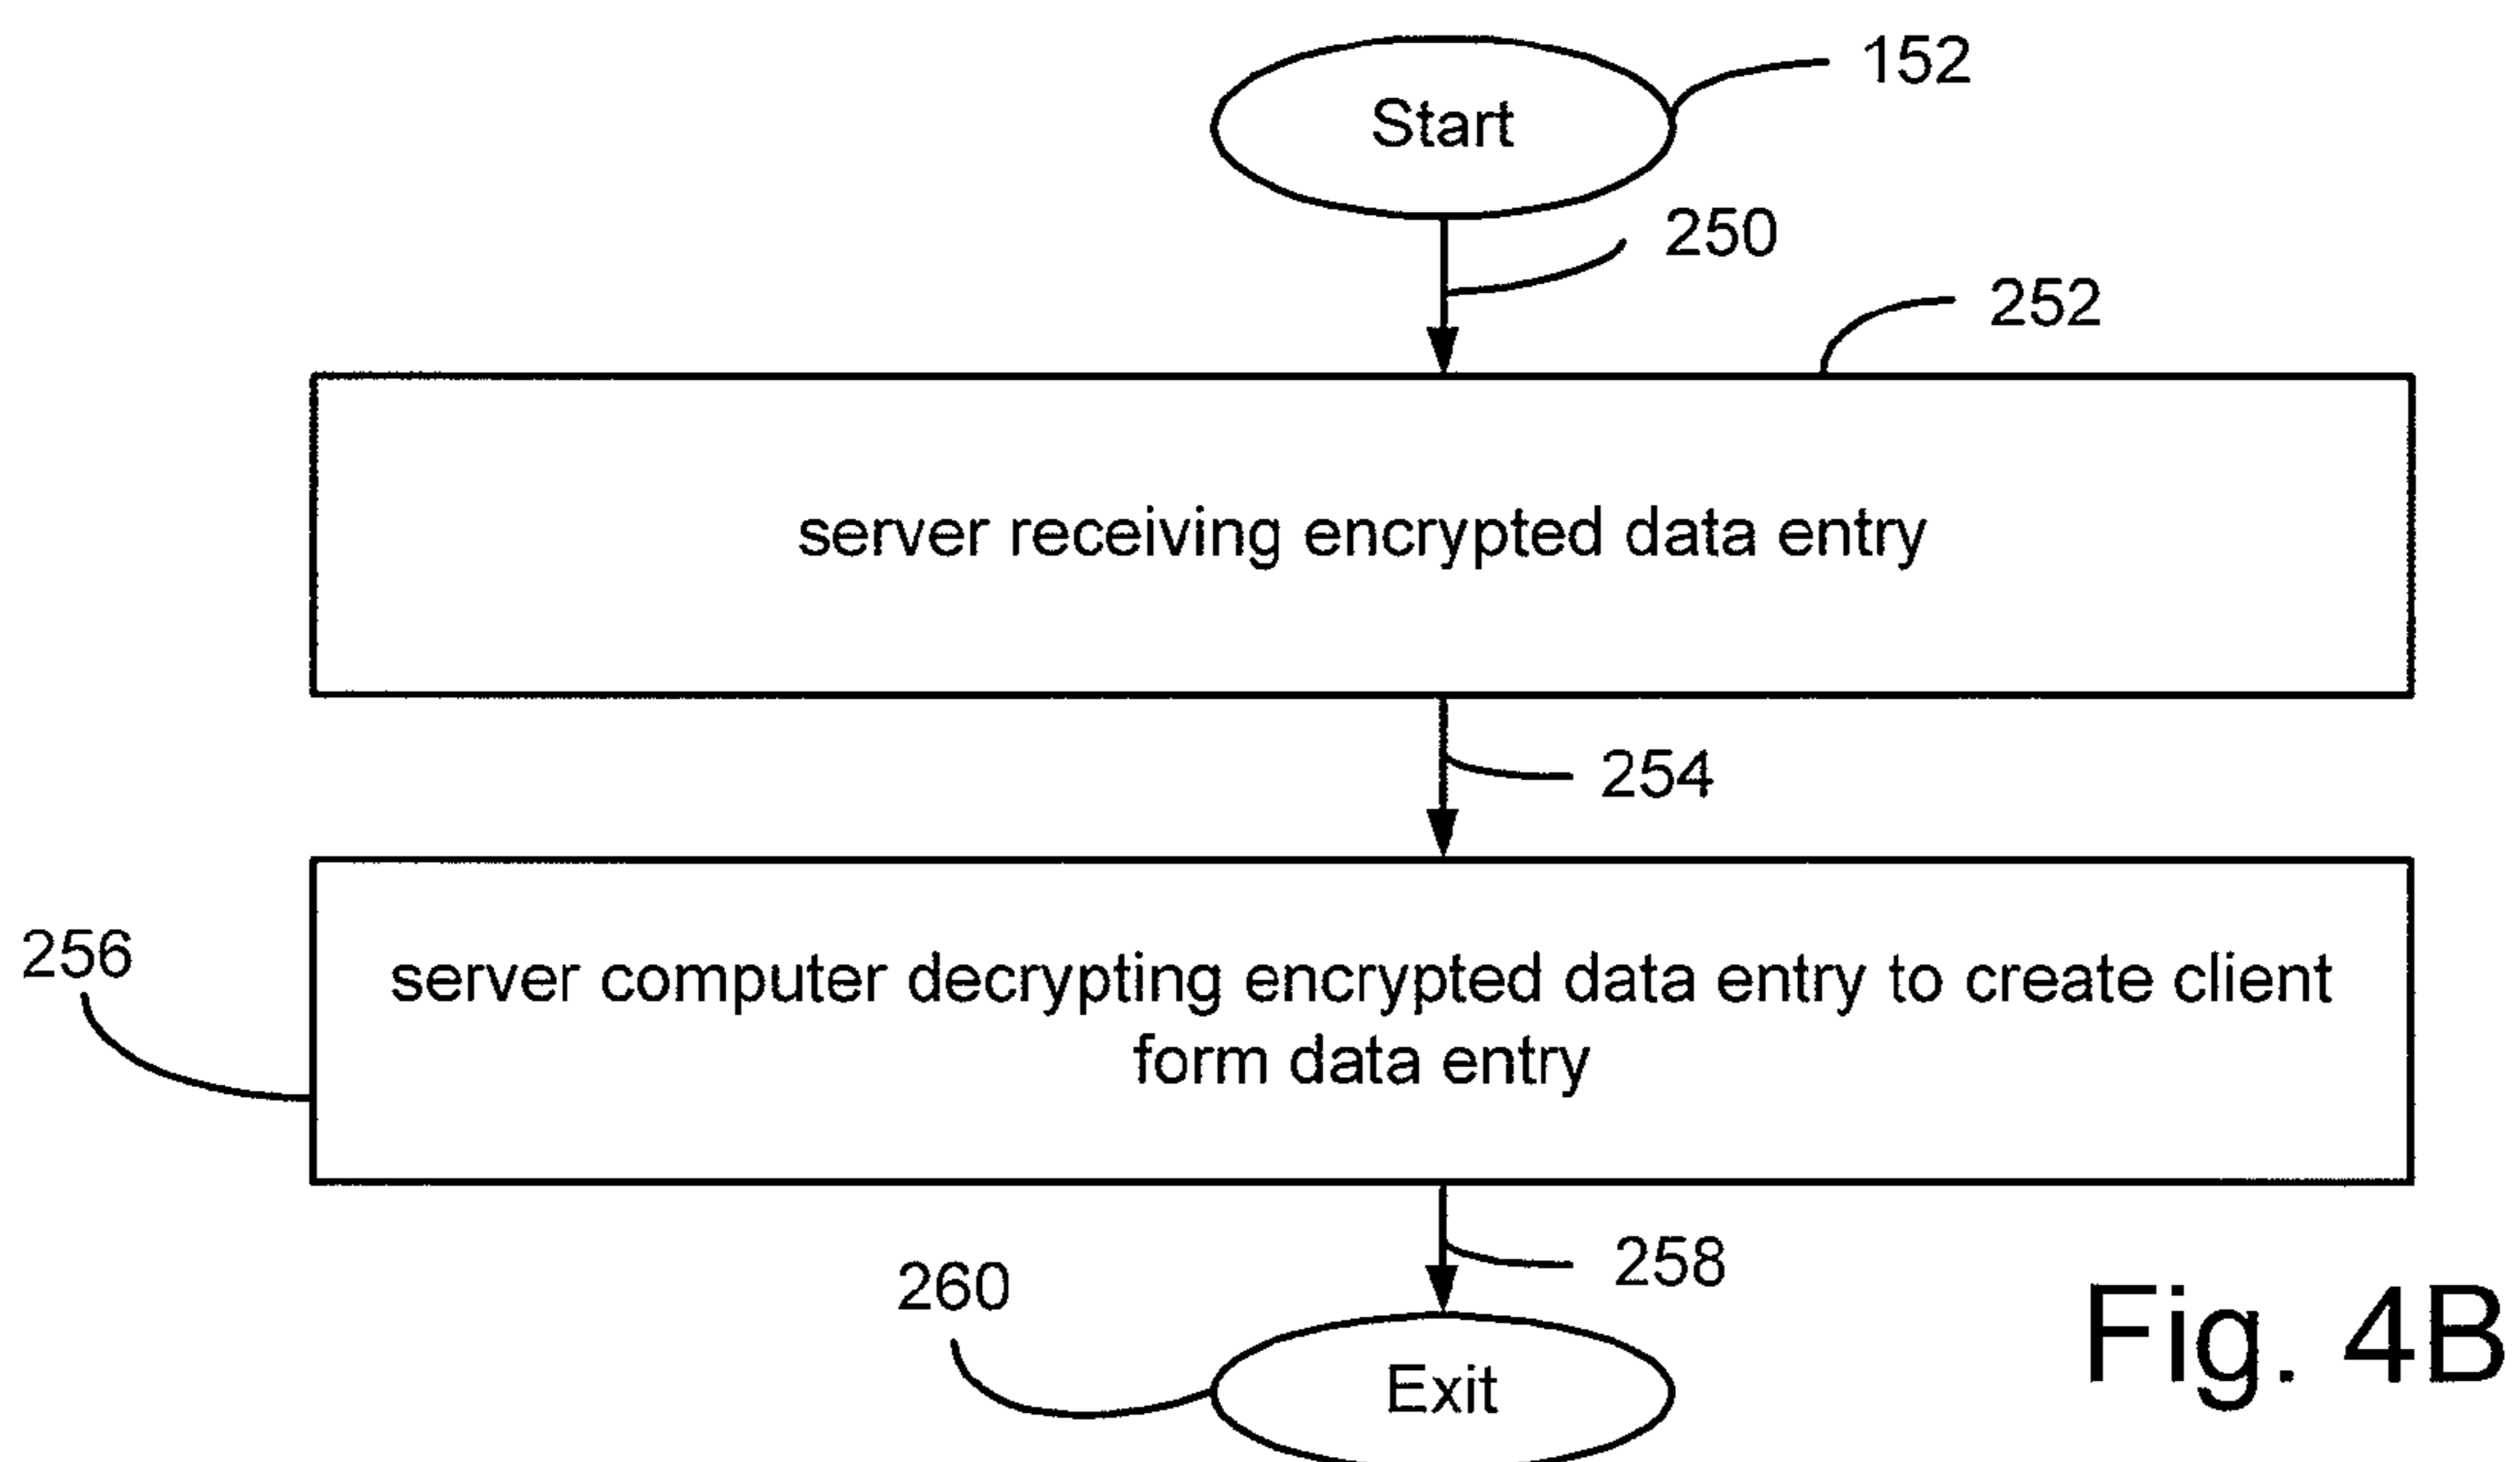 152
Start
250
252
server receiving encrypted data entry
254
256
server computer decrypting encrypted data entry to create client
form data entry
258
260
Exit
Fig. 4B